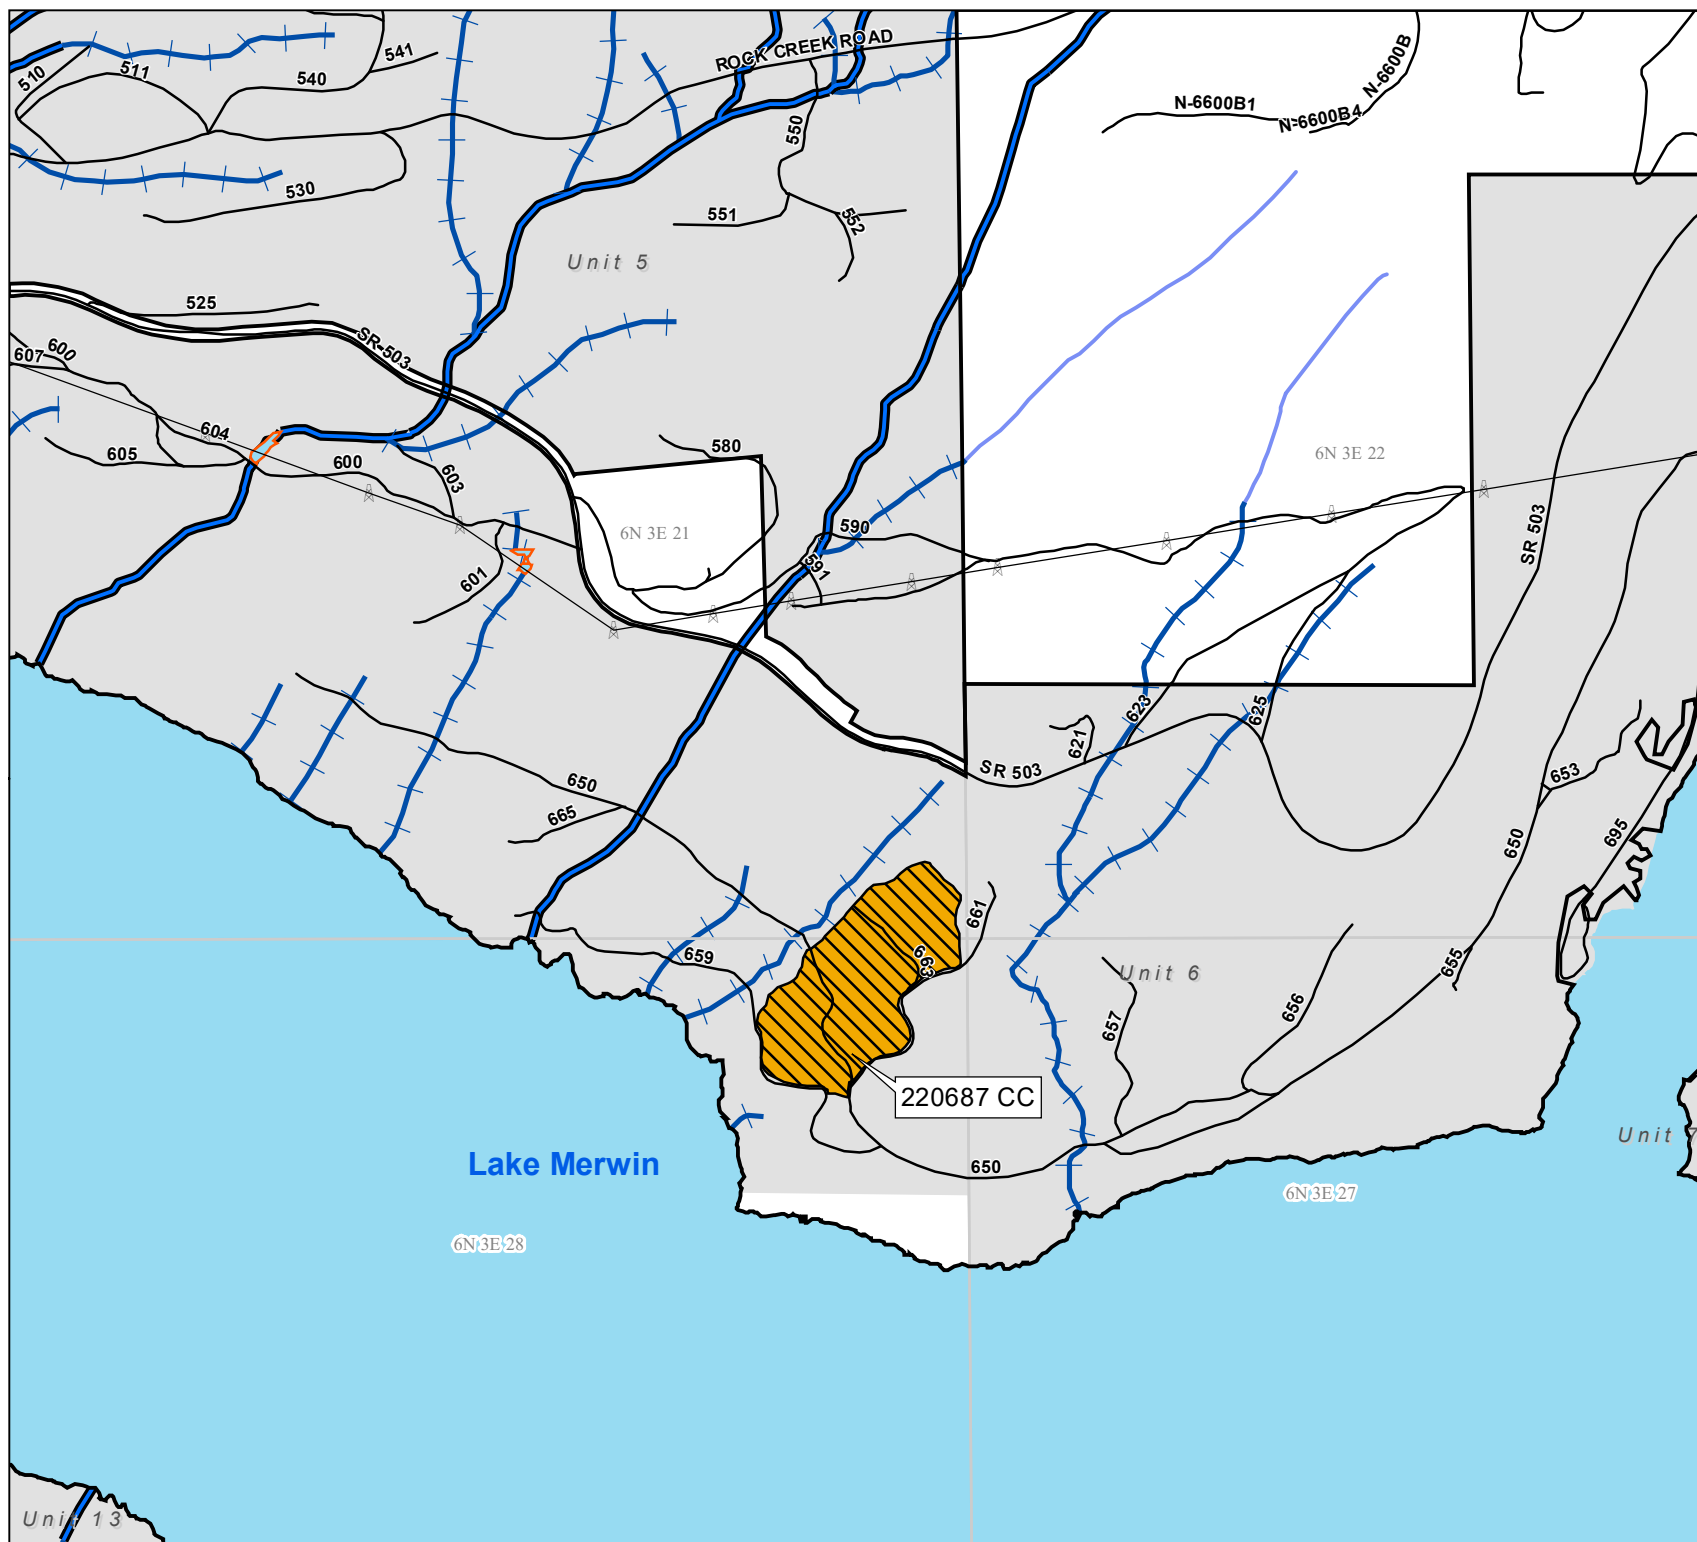 ROCK CREEK ROAD
541
510
511
540
N-6600B
N-6600B1
N-6600B4
550
530
551
552
Unit 5
525
SR 503
600
607
604
605
600
603
580
6N 3E 22
590
6N 3E 21
591
601
SR 503
623
625
621
SR 503
650
665
653
650
695
661
663
659
Unit 6
655
656
657
220687 CC
Unit 7
Lake Merwin
650
6N 3E 27
6N 3E 28
Unit 13